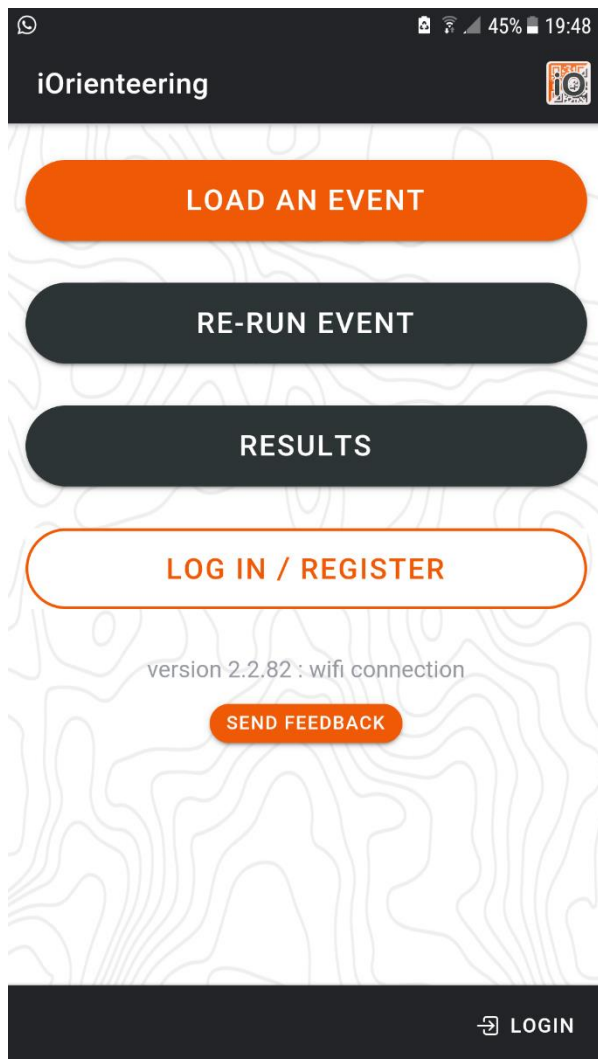 45% 19:48
iOrienteering
iO
LOAD AN EVENT
RE-RUN EVENT
RESULTS
LOG IN / REGISTER
version 2.2.82 : wifi connection
SEND FEEDBACK
LOGIN